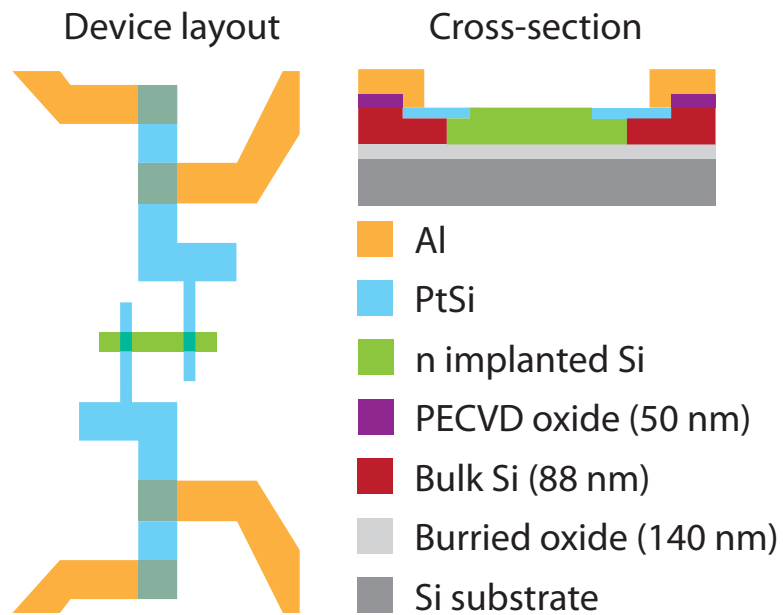 Device layout
Cross-section
Al
PtSi
n implanted Si
PECVD oxide (50 nm)
Bulk Si (88 nm)
Burried oxide (140 nm)
Si substrate